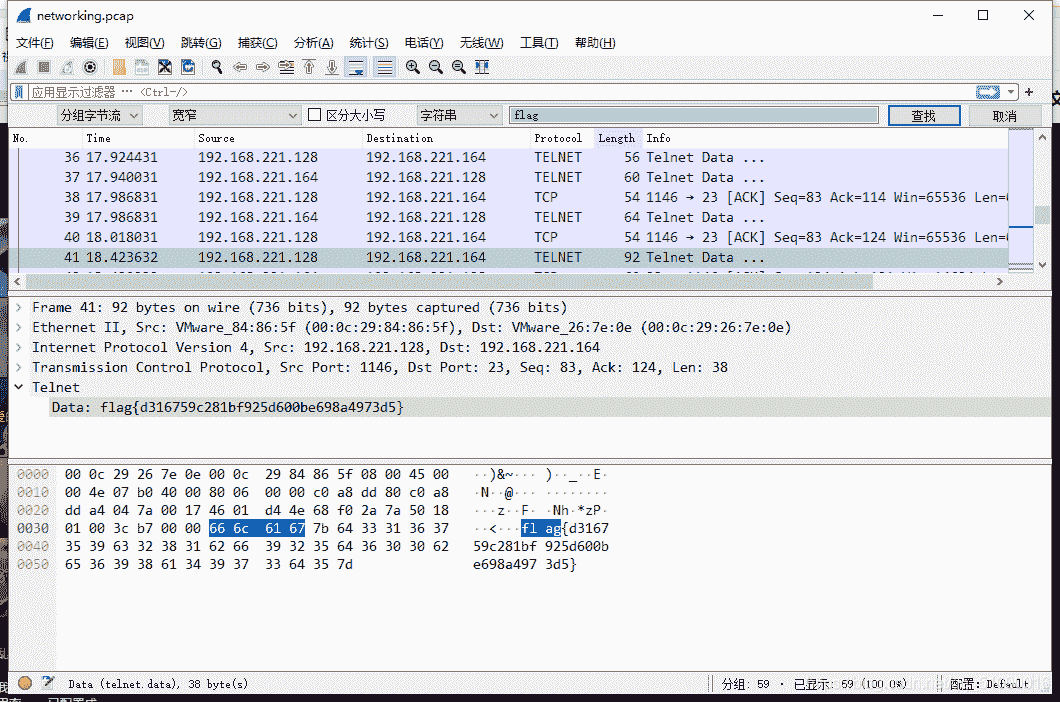 networking.pcap
文件(F) 编辑(E) 视图(V) 跳转(G) 捕获(C) 分析(A) 统计(S) 电话(Y) 无线(W) 工具(T) 帮助(H)
应用显示过滤器 ··· <Ctrl-/>
分组字节流 宽窄 区分大小写 字符串 flag 查找 取消
No. Time Source Destination Protocol Length Info
36 17.924431 192.168.221.128 192.168.221.164 TELNET 56 Telnet Data ...
37 17.940031 192.168.221.164 192.168.221.128 TELNET 60 Telnet Data ...
38 17.986831 192.168.221.128 192.168.221.164 TCP 54 1146 → 23 [ACK] Seq=83 Ack=114 Win=65536 Len=
39 17.986831 192.168.221.164 192.168.221.128 TELNET 64 Telnet Data ...
40 18.018031 192.168.221.128 192.168.221.164 TCP 54 1146 → 23 [ACK] Seq=83 Ack=124 Win=65536 Len=
41 18.423632 192.168.221.128 192.168.221.164 TELNET 92 Telnet Data ...
Frame 41: 92 bytes on wire (736 bits), 92 bytes captured (736 bits)
Ethernet II, Src: VMware_84:86:5f (00:0c:29:84:86:5f), Dst: VMware_26:7e:0e (00:0c:29:26:7e:0e)
Internet Protocol Version 4, Src: 192.168.221.128, Dst: 192.168.221.164
Transmission Control Protocol, Src Port: 1146, Dst Port: 23, Seq: 83, Ack: 124, Len: 38
Telnet
Data: flag{d316759c281bf925d600be698a4973d5}
0000 00 0c 29 26 7e 0e 00 0c 29 84 86 5f 08 00 45 00 ··)&~··· )··_··E·
0010 00 4e 07 b0 40 00 80 06 00 00 c0 a8 dd 80 c0 a8 ·N··@··· ········
0020 dd a4 04 7a 00 17 46 01 d4 4e 68 f0 2a 7a 50 18 ···z··F· ·Nh·*zP·
0030 01 00 3c b7 00 00 66 6c 61 67 7b 64 33 31 36 37 ··<···fl ag{d3167
0040 35 39 63 32 38 31 62 66 39 32 35 64 36 30 30 62 59c281bf 925d600b
0050 65 36 39 38 61 34 39 37 33 64 35 7d e698a497 3d5}
Data (telnet.data), 38 byte(s) 分组: 59 · 已显示: 59 (100.0%) 配置: Default